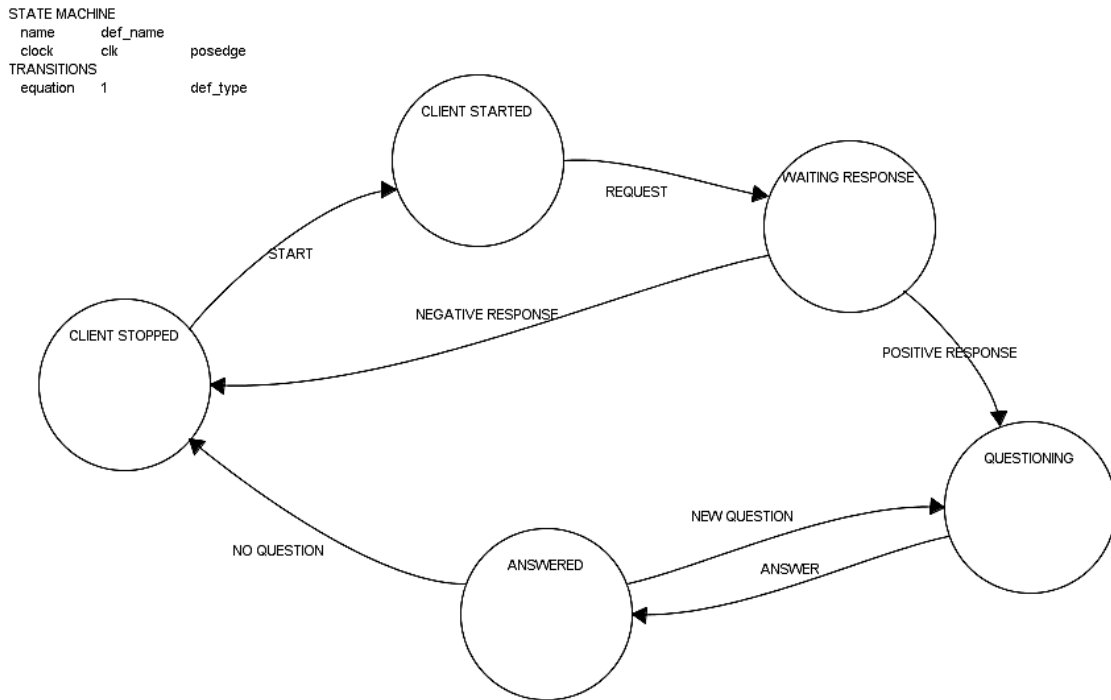 STATE MACHINE
name def_name
clock clk posedge
TRANSITIONS
equation 1 def_type
CLIENT STARTED
WAITING RESPONSE
REQUEST
START
NEGATIVE RESPONSE
CLIENT STOPPED
POSITIVE RESPONSE
QUESTIONING
NEW QUESTION
NO QUESTION
ANSWERED
ANSWER